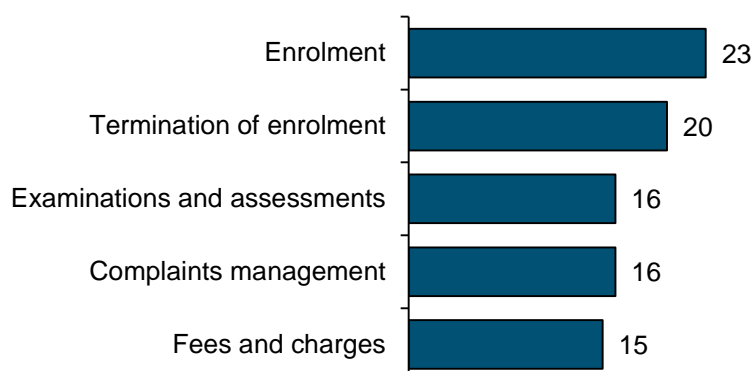 Enrolment 23
Termination of enrolment 20
Examinations and assessments 16
Complaints management 16
Fees and charges 15